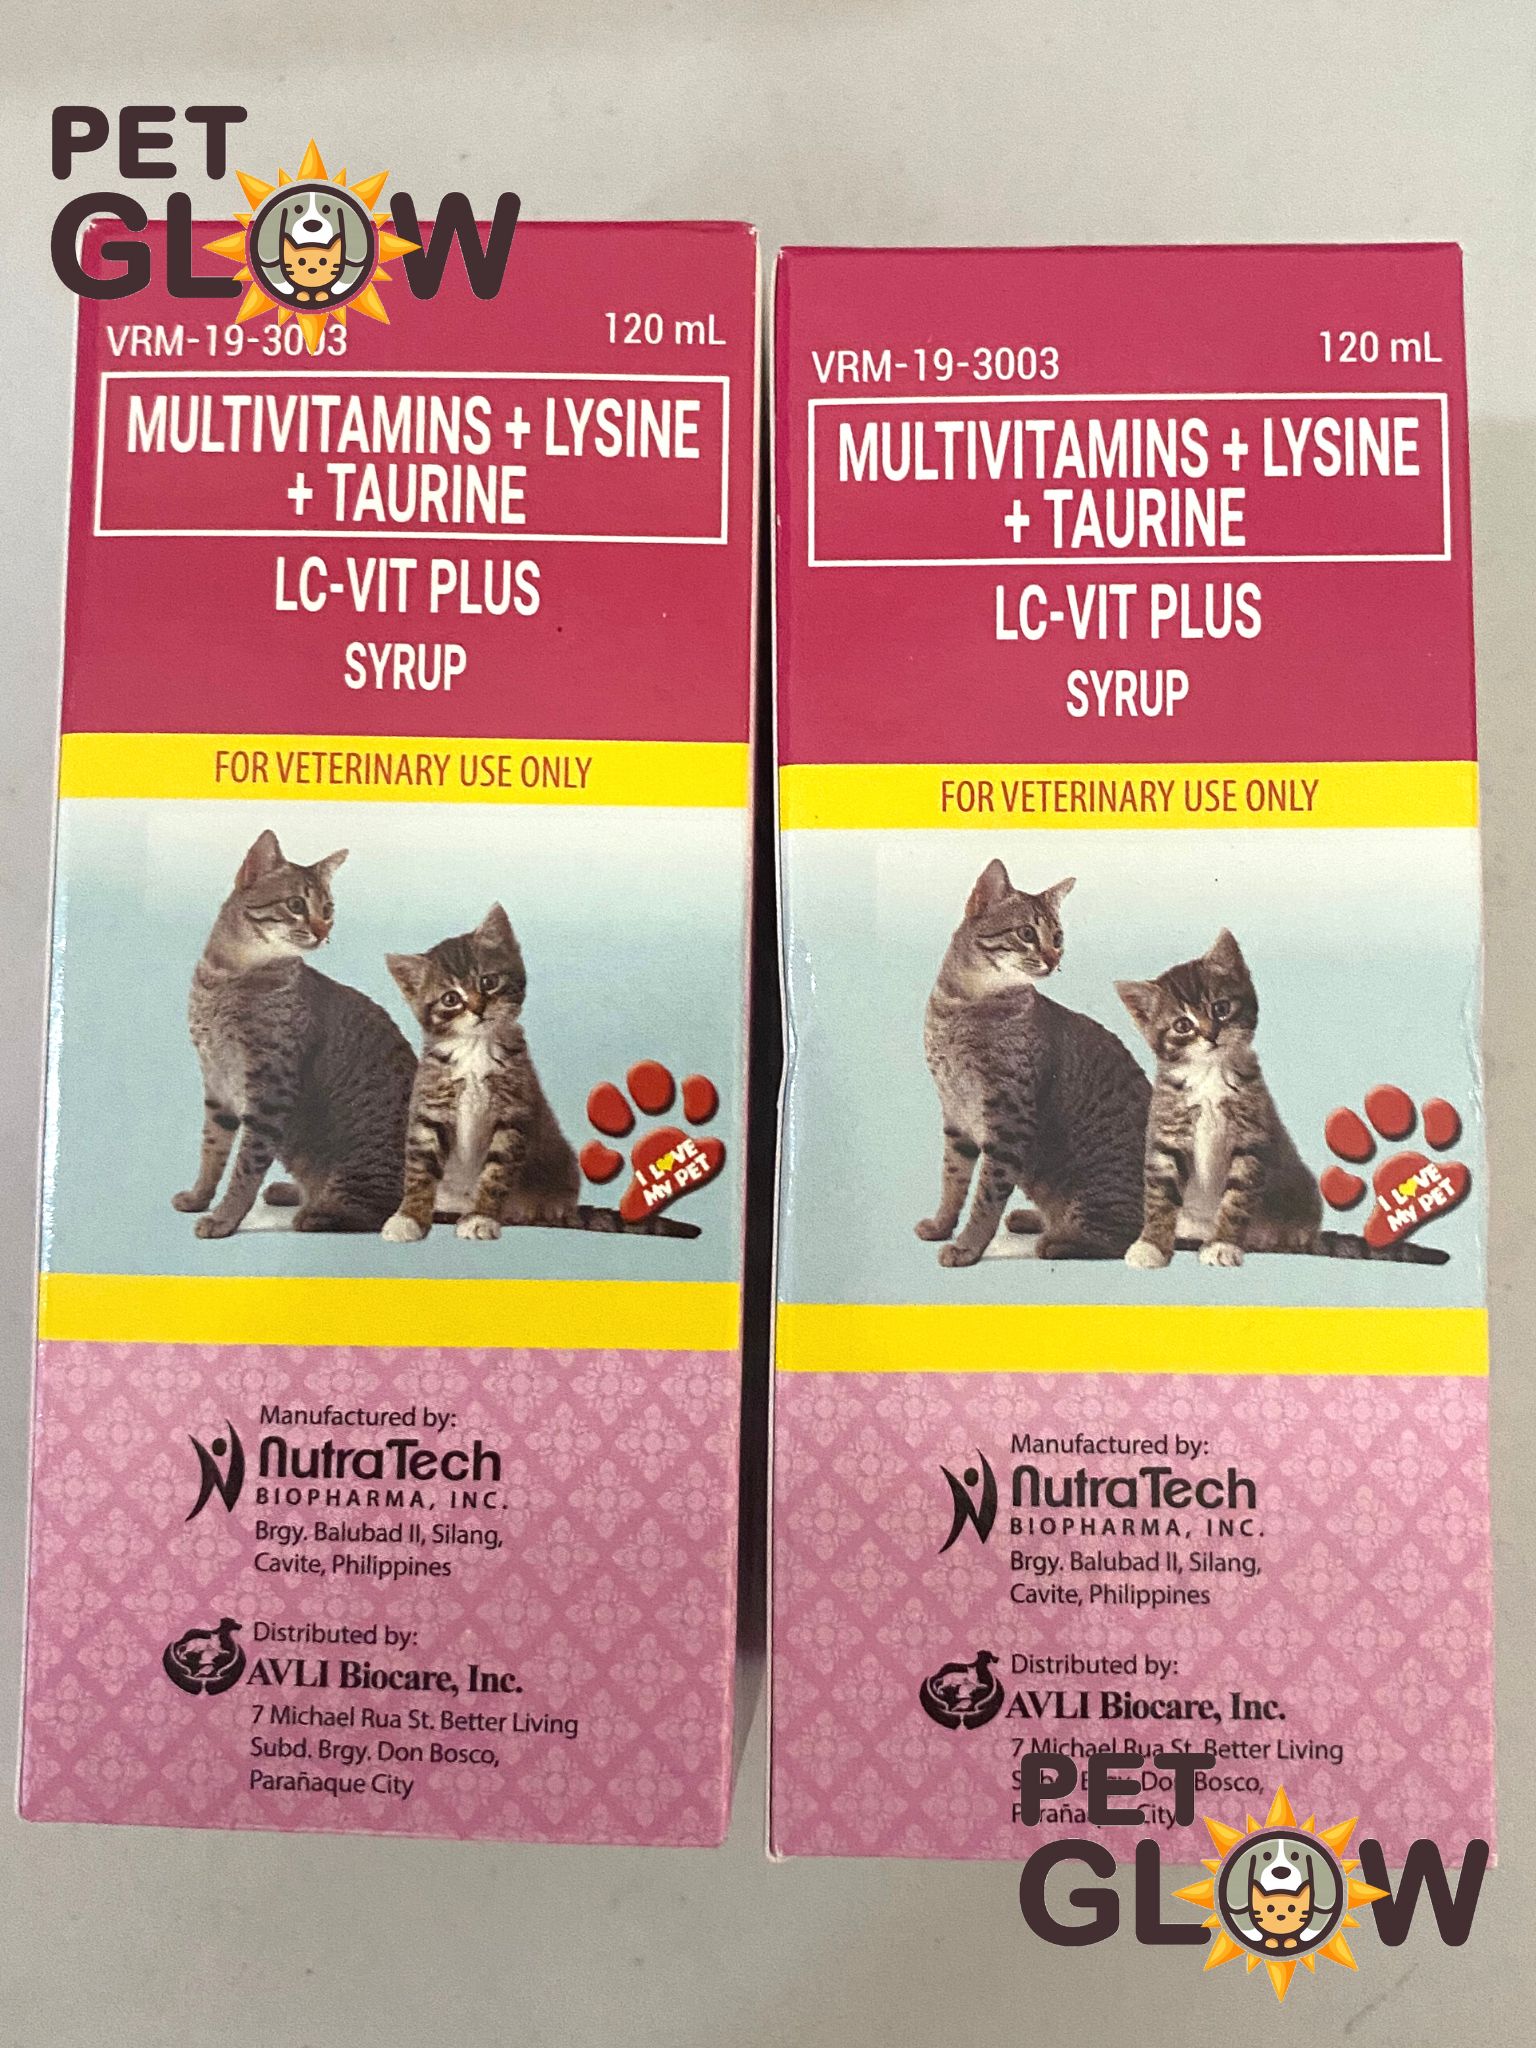 PET
GLOW
VRM-19-3003
120 mL
MULTIVITAMINS + LYSINE
+ TAURINE
LC-VIT PLUS
SYRUP
FOR VETERINARY USE ONLY
I LOVE
My PET
Manufactured by:
NutraTech
BIOPHARMA, INC.
Brgy. Balubad II, Silang,
Cavite, Philippines
Distributed by:
AVLI Biocare, Inc.
7 Michael Rua St. Better Living
Subd. Brgy. Don Bosco,
Parañaque City
VRM-19-3003
120 mL
MULTIVITAMINS + LYSINE
+ TAURINE
LC-VIT PLUS
SYRUP
FOR VETERINARY USE ONLY
I LOVE
My PET
Manufactured by:
NutraTech
BIOPHARMA, INC.
Brgy. Balubad II, Silang,
Cavite, Philippines
Distributed by:
AVLI Biocare, Inc.
7 Michael Rua St. Better Living
Subd. Brgy. Don Bosco,
Parañaque City
PET
GLOW